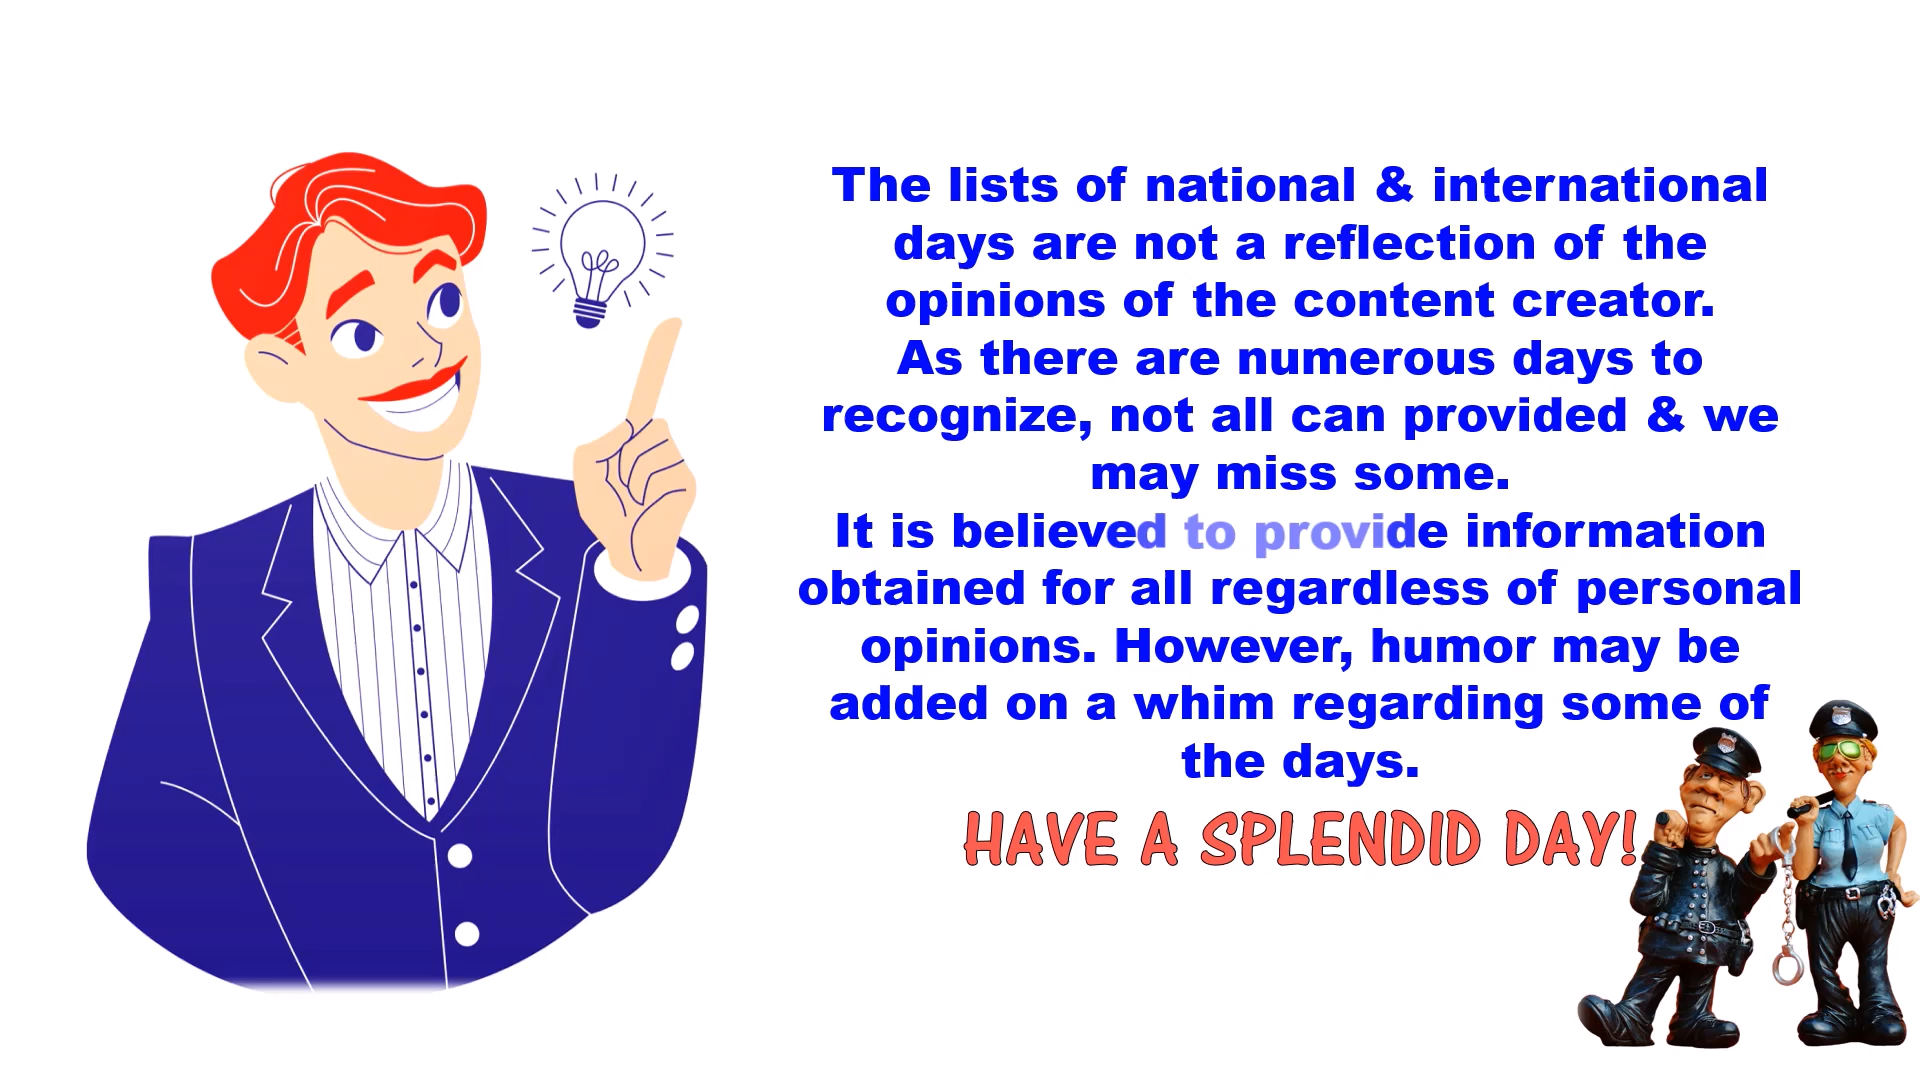 The lists of national & international
days are not a reflection of the
opinions of the content creator.
As there are numerous days to
recognize, not all can provided & we
may miss some.
It is believed to provide information
obtained for all regardless of personal
opinions. However, humor may be
added on a whim regarding some of
the days.
HAVE A SPLENDID DAY!